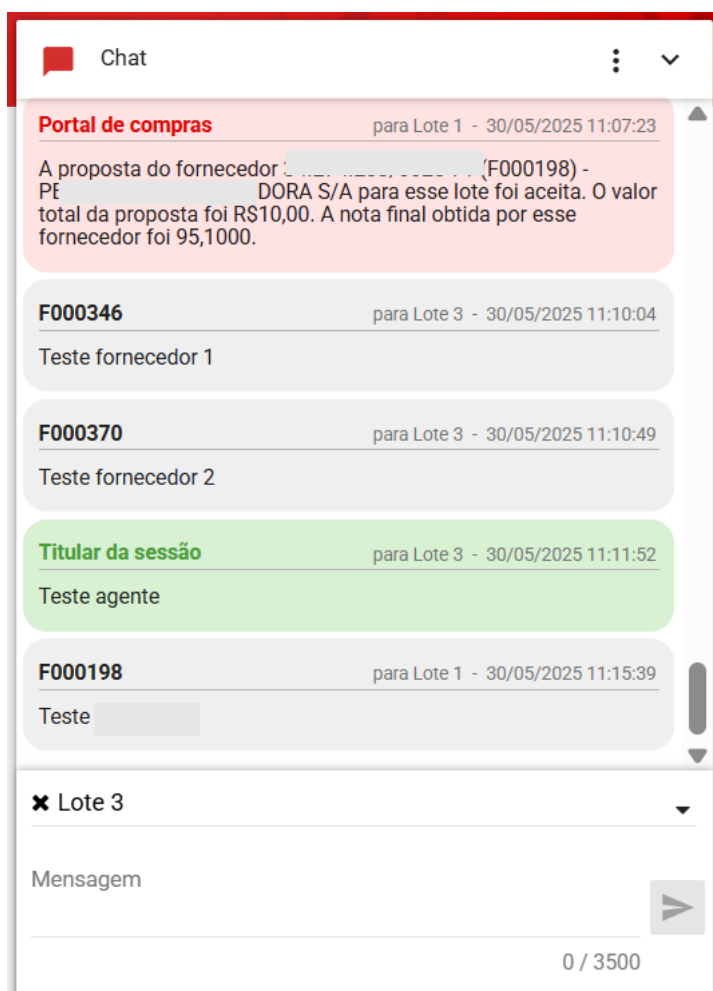 Chat
Portal de compras para Lote 1 - 30/05/2025 11:07:23
A proposta do fornecedor (F000198) -
DORA S/A para esse lote foi aceita. O valor
total da proposta foi R$10,00. A nota final obtida por esse
fornecedor foi 95,1000.
F000346 para Lote 3 - 30/05/2025 11:10:04
Teste fornecedor 1
F000370 para Lote 3 - 30/05/2025 11:10:49
Teste fornecedor 2
Titular da sessão para Lote 3 - 30/05/2025 11:11:52
Teste agente
F000198 para Lote 1 - 30/05/2025 11:15:39
Teste
Lote 3
Mensagem
0 / 3500